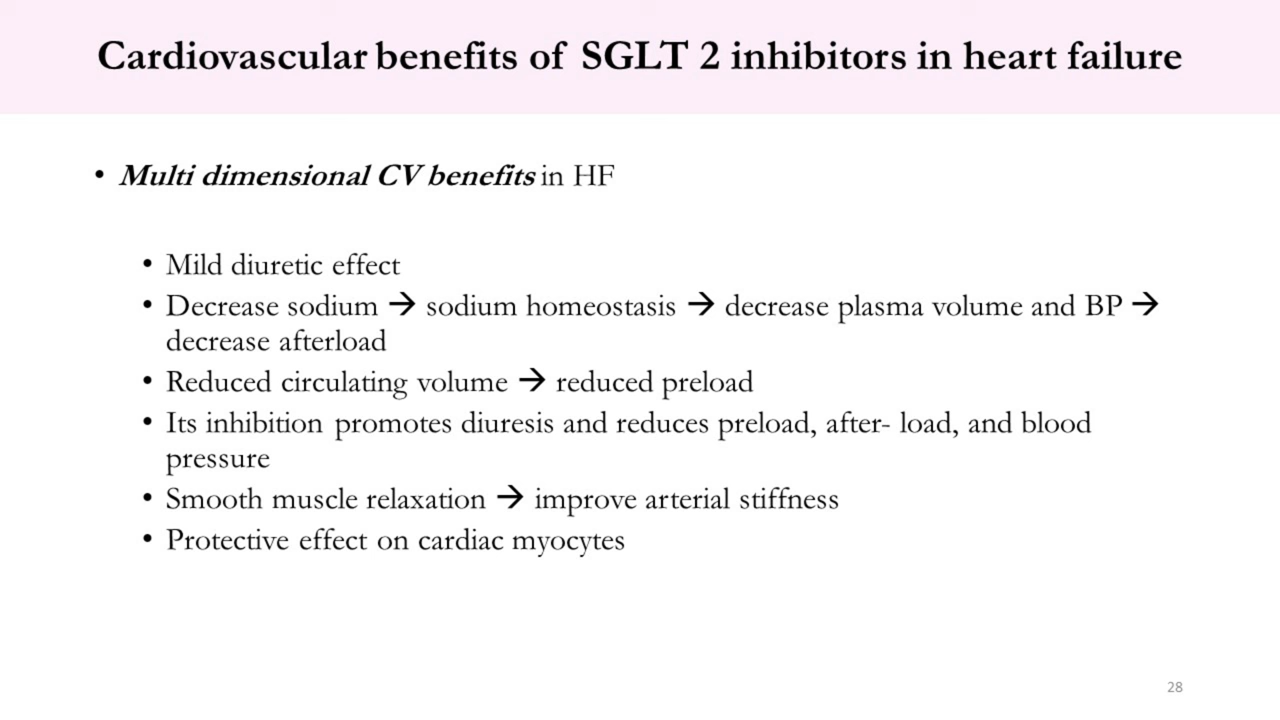 Cardiovascular benefits of SGLT 2 inhibitors in heart failure
• Multi dimensional CV benefits in HF
• Mild diuretic effect
• Decrease sodium → sodium homeostasis → decrease plasma volume and BP →
decrease afterload
• Reduced circulating volume → reduced preload
• Its inhibition promotes diuresis and reduces preload, after- load, and blood
pressure
• Smooth muscle relaxation → improve arterial stiffness
• Protective effect on cardiac myocytes
28